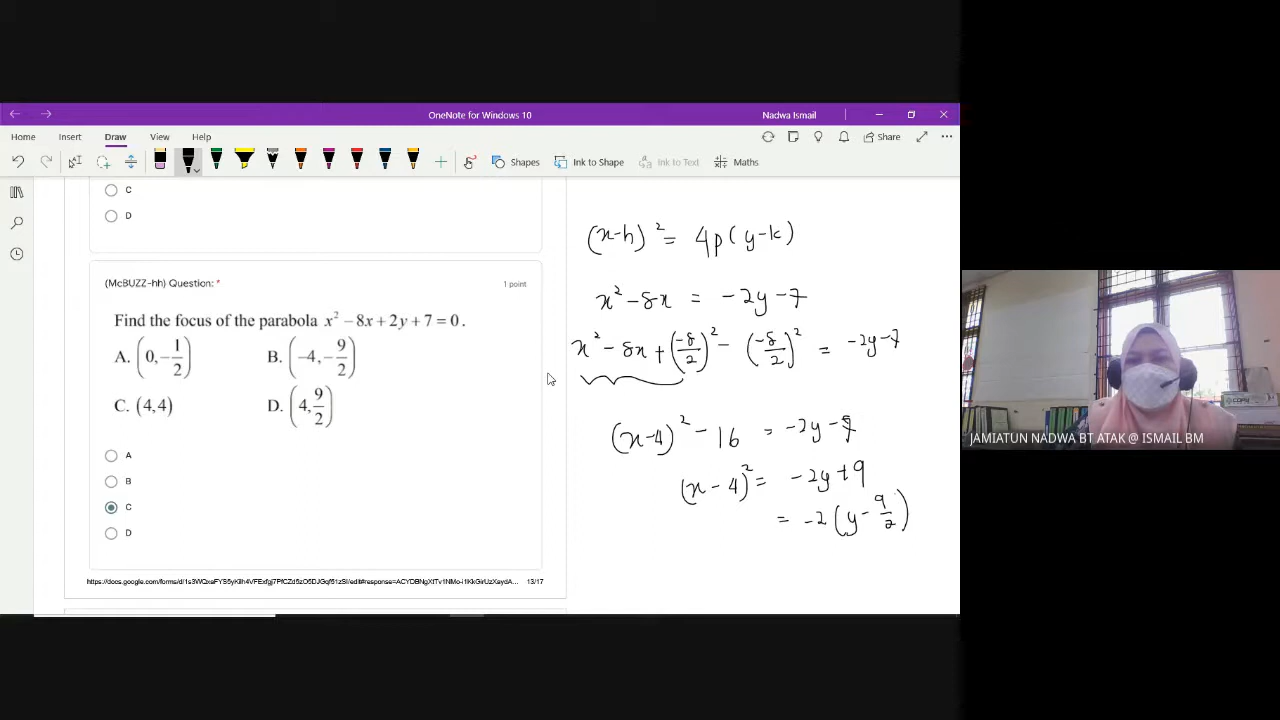 OneNote for Windows 10
Nadwa Ismail
Home Insert Draw View Help
Share
Shapes Ink to Shape Ink to Text Maths
C
D
(McBUZZ-hh) Question: *
1 point
Find the focus of the parabola x² − 8x + 2y + 7 = 0.
A. (0, −1/2) B. (−4, −9/2)
C. (4,4) D. (4, 9/2)
A
B
C
D
13/17
(x−h)² = 4p(y−k)
x² − 8x = −2y − 7
x² − 8x + (−8/2)² − (−8/2)² = −2y−7
(x−4)² − 16 = −2y − 7
(x − 4)² = −2y + 9
= −2(y − 9/2)
JAMIATUN NADWA BT ATAK @ ISMAIL BM